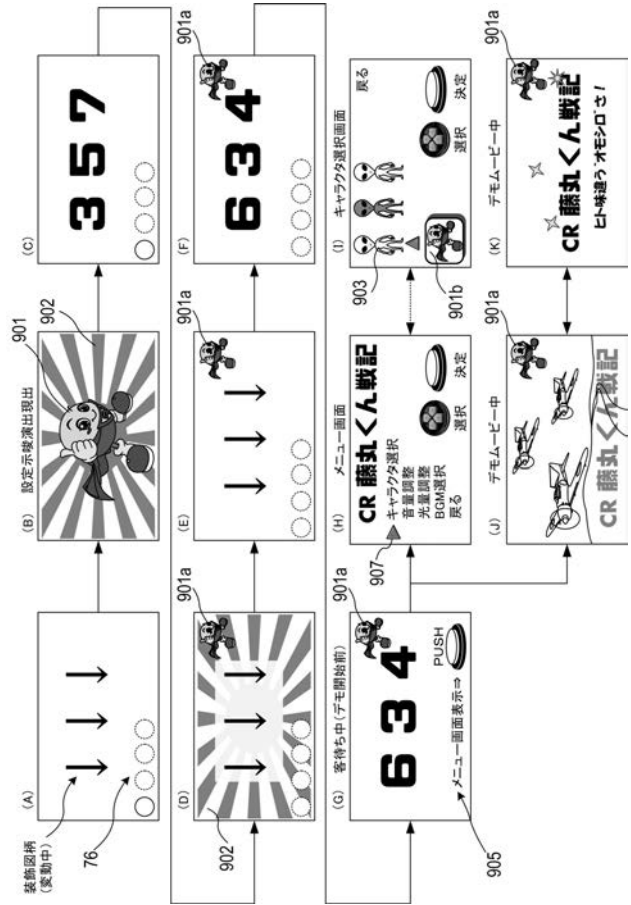 (A)
装飾図柄
(変動中)
76
(B) 設定示唆演出現出
901
902
(C)
3 5 7
(D)
901a
902
(E)
901a
(F)
901a
6 3 4
(G) 客待ち中(デモ開始前)
901a
6 3 4
メニュー画面表示⇒
PUSH
905
(H) メニュー画面
CR 藤丸くん戦記
キャラクタ選択
音量調整
光量調整
BGM選択
戻る
選択
決定
907
(I) キャラクタ選択画面
戻る
903
901b
選択
決定
(J) デモムービー中
901a
CR 藤丸くん戦記
(K) デモムービー中
901a
CR 藤丸くん戦記
ヒト味違う“オモシロ”さ!